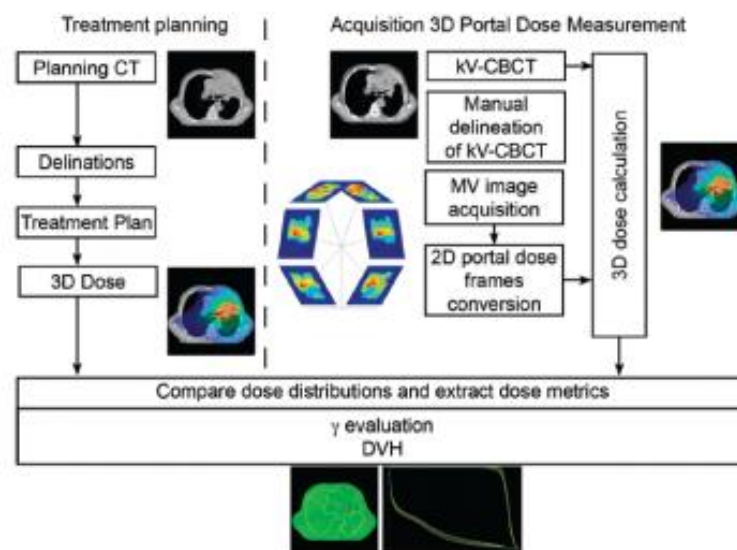 Treatment planning
Acquisition 3D Portal Dose Measurement
Planning CT
Delinations
Treatment Plan
3D Dose
kV-CBCT
Manual
delineation
of kV-CBCT
MV image
acquisition
2D portal dose
frames
conversion
3D dose calculation
Compare dose distributions and extract dose metrics
γ evaluation
DVH